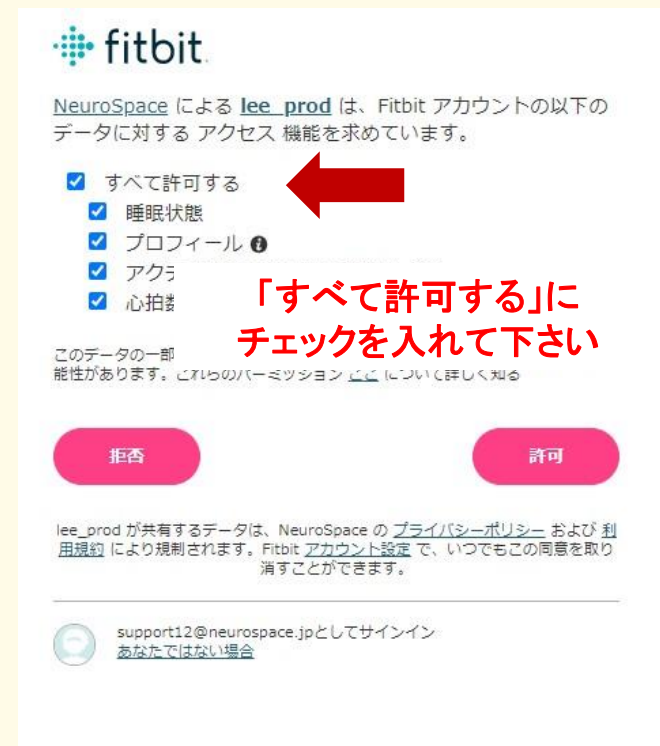 fitbit
NeuroSpace による lee_prod は、Fitbit アカウントの以下の
データに対する アクセス 機能を求めています。
すべて許可する
睡眠状態
プロフィール
アク
心拍
「すべて許可する」に
チェックを入れて下さい
このデータの一部
能性があります。これらのパーミッション ここ について詳しく知る
拒否
許可
lee_prod が共有するデータは、NeuroSpace の プライバシーポリシー および 利
用規約 により規制されます。Fitbit アカウント設定 で、いつでもこの同意を取り
消すことができます。
support12@neurospace.jpとしてサインイン
あなたではない場合